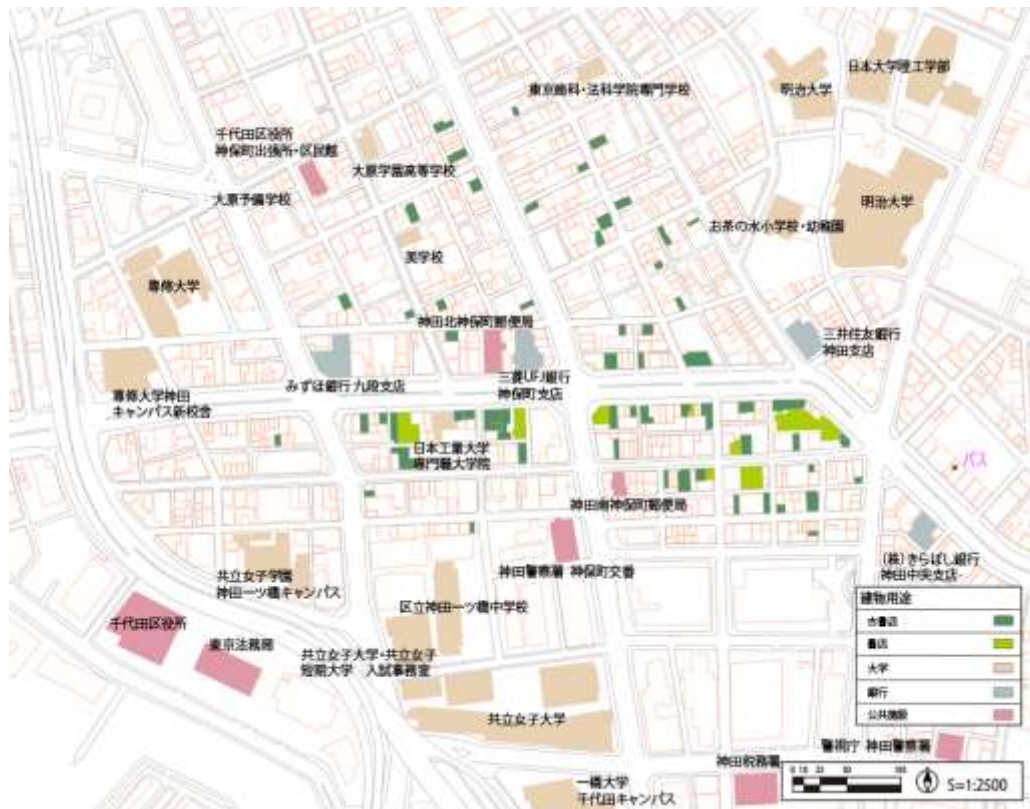 日本大学理工学部
東京歯科・法科学院専門学校
明治大学
千代田区役所
神保町出張所・区民館
大原学園高等学校
大原予備学校
明治大学
お茶の水小学校・幼稚園
美学校
専修大学
神田北神保町郵便局
三井住友銀行
神田支店
みずほ銀行 九段支店
三菱UFJ銀行
神保町支店
専修大学神田
キャンパス新校舎
日本工業大学
専門職大学院
パス
神田南神保町郵便局
神田警察署 神保町交番
(株)きらぼし銀行
神田中央支店
共立女子学園
神田一ツ橋キャンパス
区立神田一ツ橋中学校
千代田区役所
東京法務局
共立女子大学・共立女子
短期大学 入試事務室
建物用途
古書店
書店
大学
銀行
公共施設
共立女子大学
警視庁 神田警察署
神田税務署
一橋大学
千代田キャンパス
S=1:2500